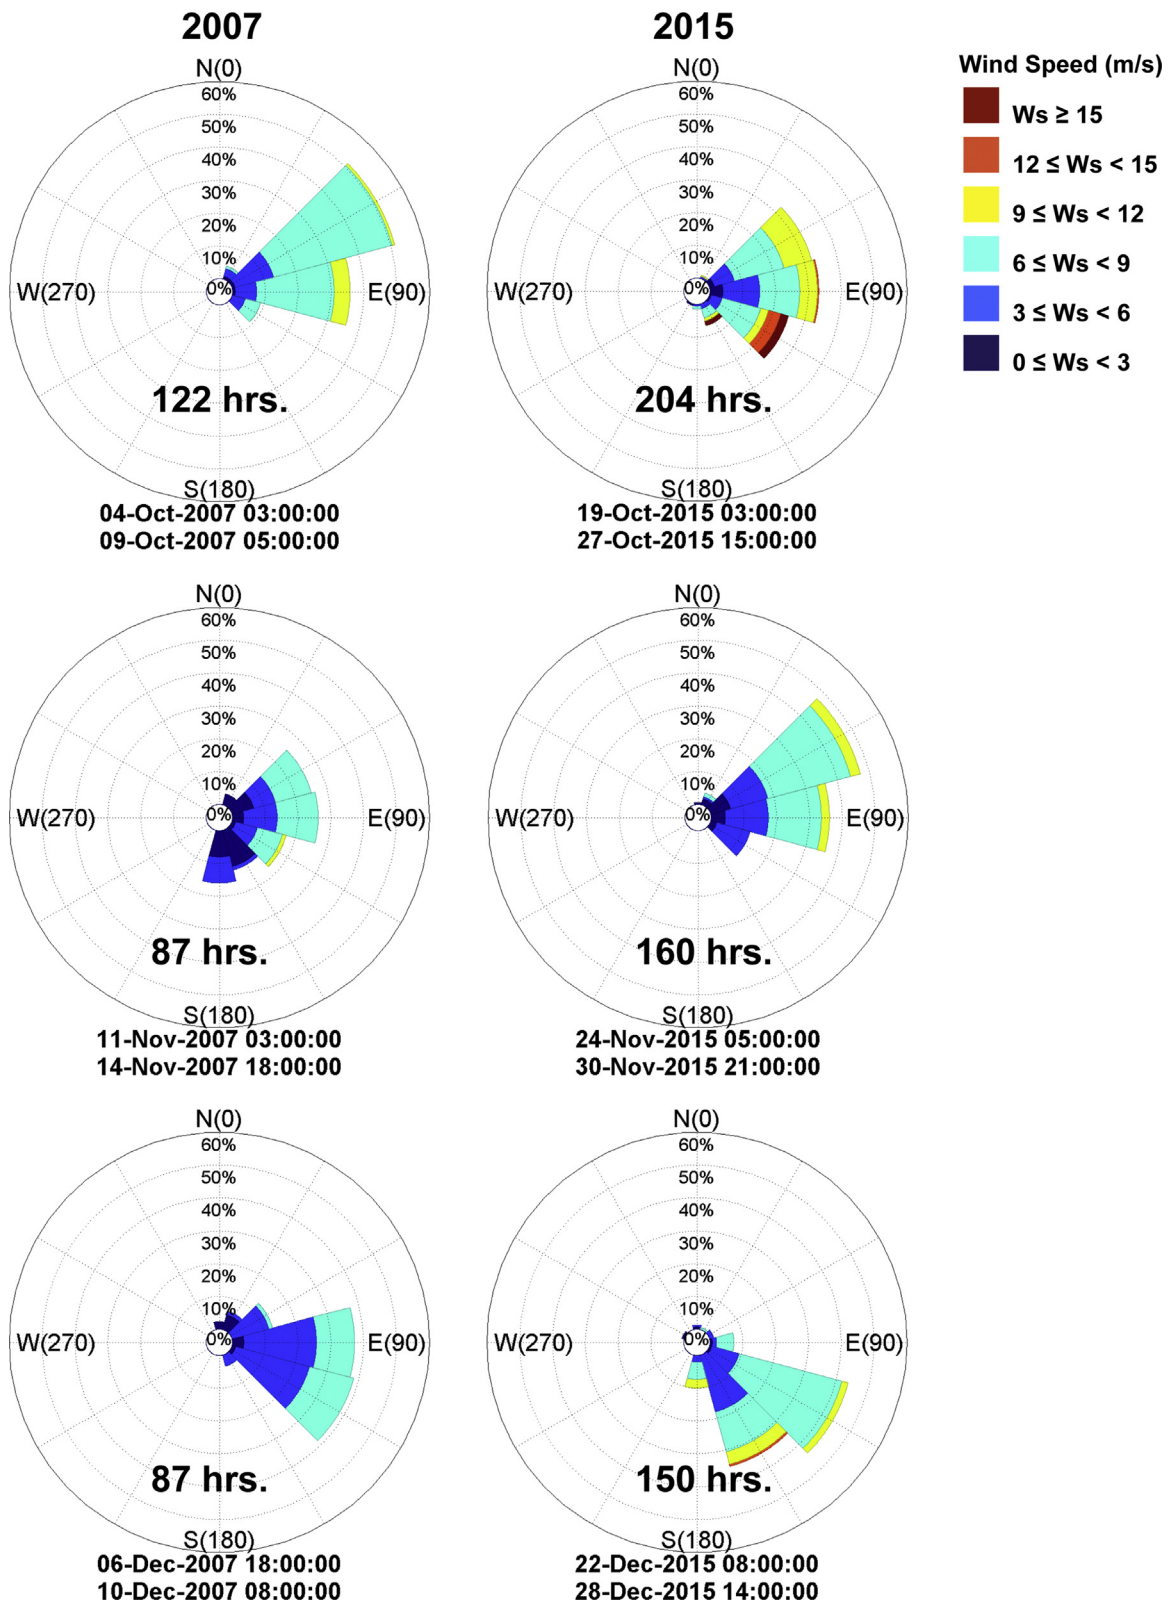 2007
2015
N(0)
60%
50%
40%
30%
20%
10%
0%
W(270)
E(90)
122 hrs.
S(180)
04-Oct-2007 03:00:00
09-Oct-2007 05:00:00
N(0)
60%
50%
40%
30%
20%
10%
0%
W(270)
E(90)
204 hrs.
S(180)
19-Oct-2015 03:00:00
27-Oct-2015 15:00:00
Wind Speed (m/s)
Ws ≥ 15
12 ≤ Ws < 15
9 ≤ Ws < 12
6 ≤ Ws < 9
3 ≤ Ws < 6
0 ≤ Ws < 3
N(0)
60%
50%
40%
30%
20%
10%
0%
W(270)
E(90)
87 hrs.
S(180)
11-Nov-2007 03:00:00
14-Nov-2007 18:00:00
N(0)
60%
50%
40%
30%
20%
10%
0%
W(270)
E(90)
160 hrs.
S(180)
24-Nov-2015 05:00:00
30-Nov-2015 21:00:00
N(0)
60%
50%
40%
30%
20%
10%
0%
W(270)
E(90)
87 hrs.
S(180)
06-Dec-2007 18:00:00
10-Dec-2007 08:00:00
N(0)
60%
50%
40%
30%
20%
10%
0%
W(270)
E(90)
150 hrs.
S(180)
22-Dec-2015 08:00:00
28-Dec-2015 14:00:00